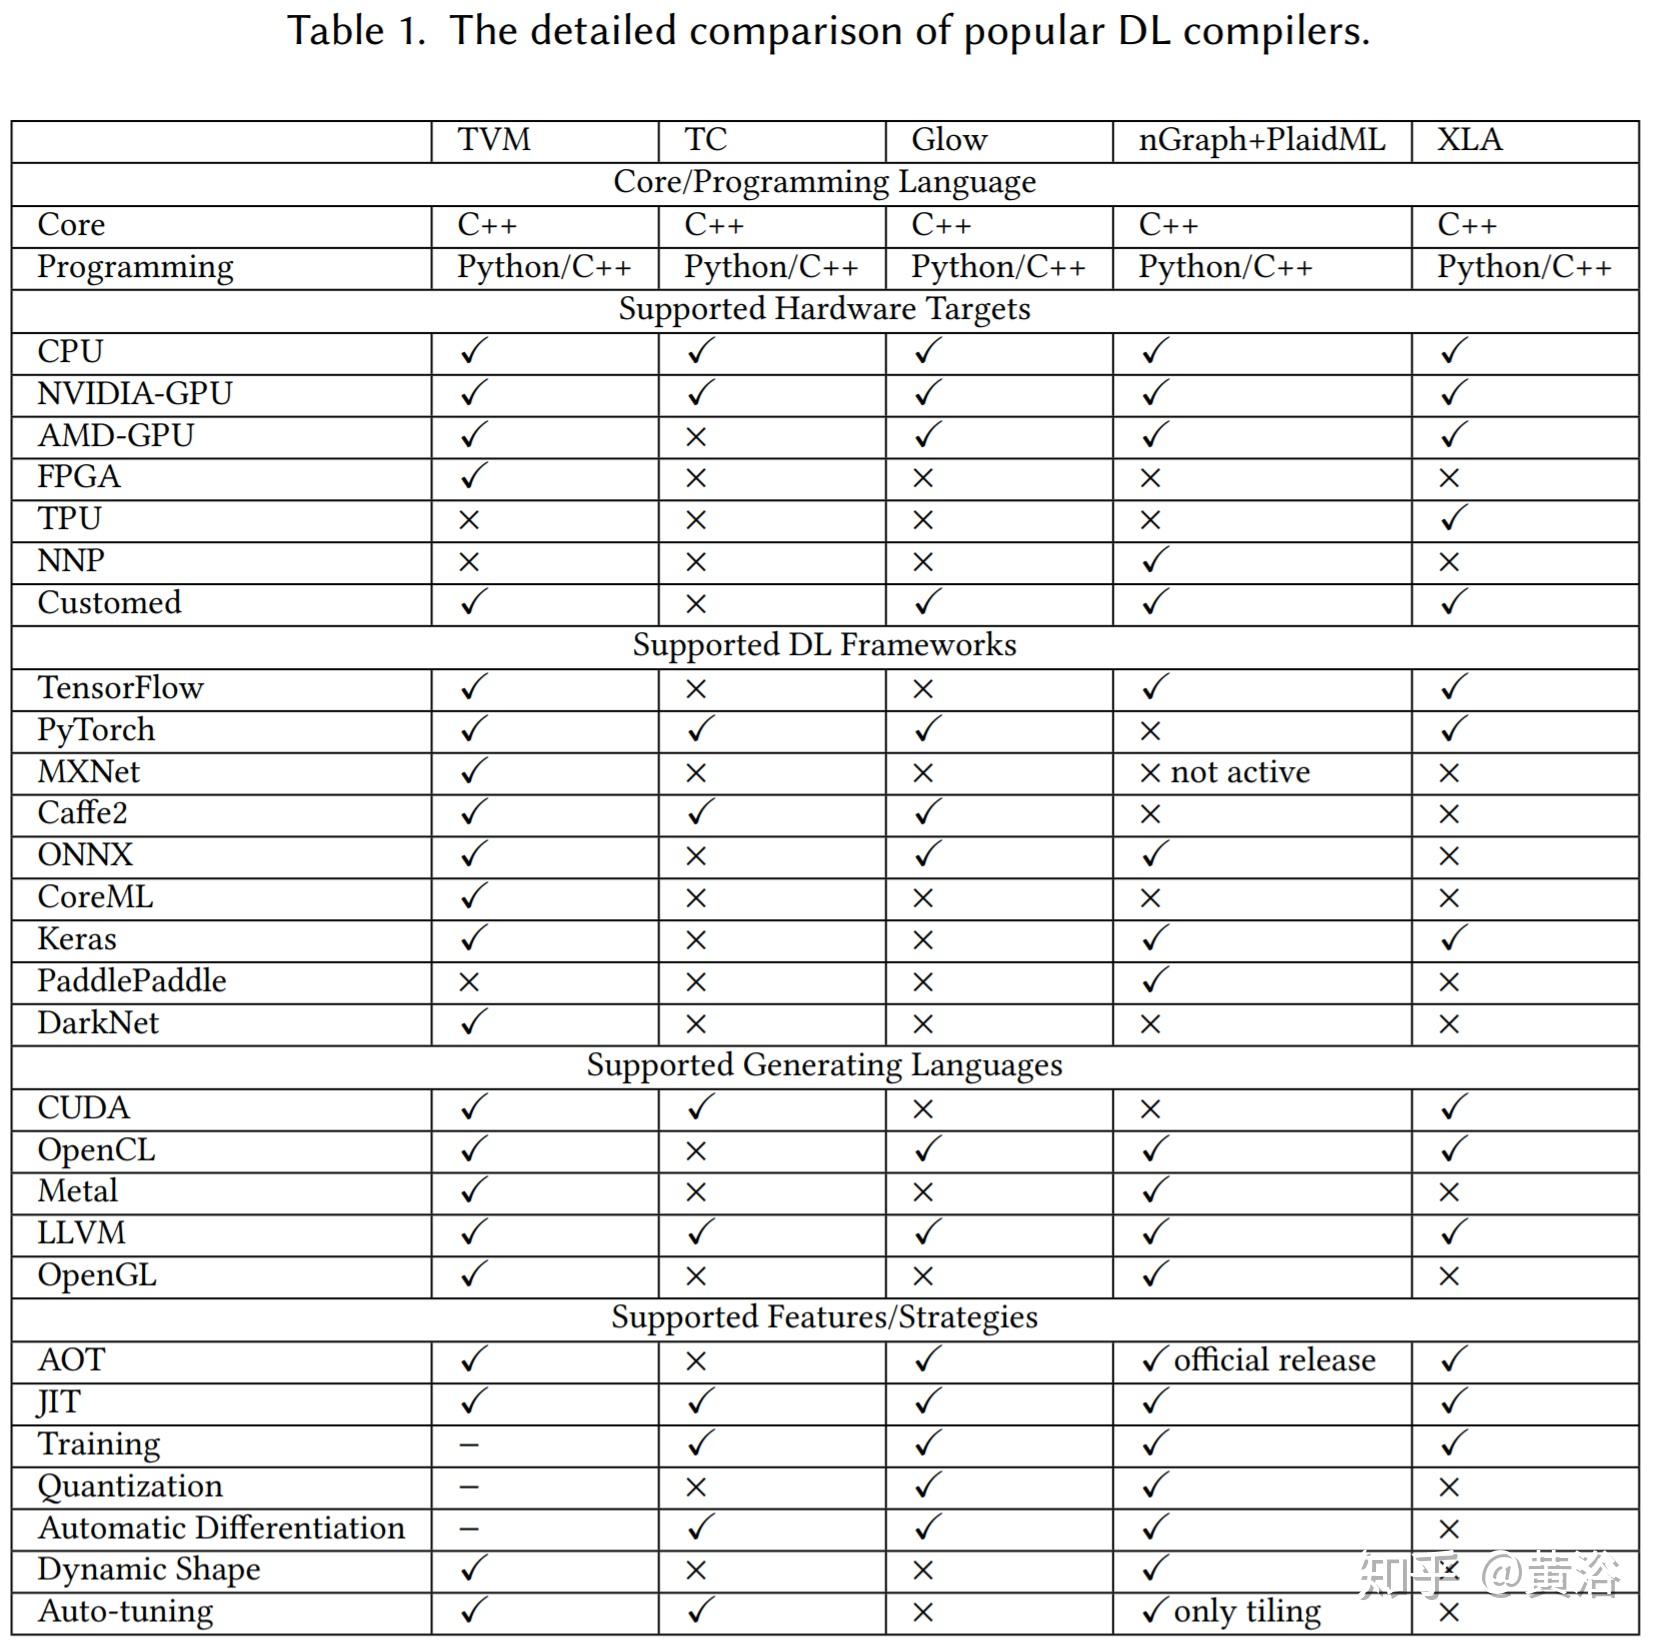 Table 1. The detailed comparison of popular DL compilers.
TVM TC Glow nGraph+PlaidML XLA
Core/Programming Language
Core C++ C++ C++ C++ C++
Programming Python/C++ Python/C++ Python/C++ Python/C++ Python/C++
Supported Hardware Targets
CPU ✓ ✓ ✓ ✓ ✓
NVIDIA-GPU ✓ ✓ ✓ ✓ ✓
AMD-GPU ✓ × ✓ ✓ ✓
FPGA ✓ × × × ×
TPU × × × × ✓
NNP × × × ✓ ×
Customed ✓ × ✓ ✓ ✓
Supported DL Frameworks
TensorFlow ✓ × × ✓ ✓
PyTorch ✓ ✓ ✓ × ✓
MXNet ✓ × × × not active ×
Caffe2 ✓ ✓ ✓ × ×
ONNX ✓ × ✓ ✓ ×
CoreML ✓ × × × ×
Keras ✓ × × ✓ ✓
PaddlePaddle × × × ✓ ×
DarkNet ✓ × × × ×
Supported Generating Languages
CUDA ✓ ✓ × × ✓
OpenCL ✓ × ✓ ✓ ✓
Metal ✓ × × ✓ ×
LLVM ✓ ✓ ✓ ✓ ✓
OpenGL ✓ × × ✓ ×
Supported Features/Strategies
AOT ✓ × ✓ ✓ official release ✓
JIT ✓ ✓ ✓ ✓ ✓
Training – ✓ ✓ ✓ ✓
Quantization – × ✓ ✓ ×
Automatic Differentiation – ✓ ✓ ✓ ×
Dynamic Shape ✓ × × ✓ ×
Auto-tuning ✓ ✓ × ✓ only tiling ×
知乎 @黄浴